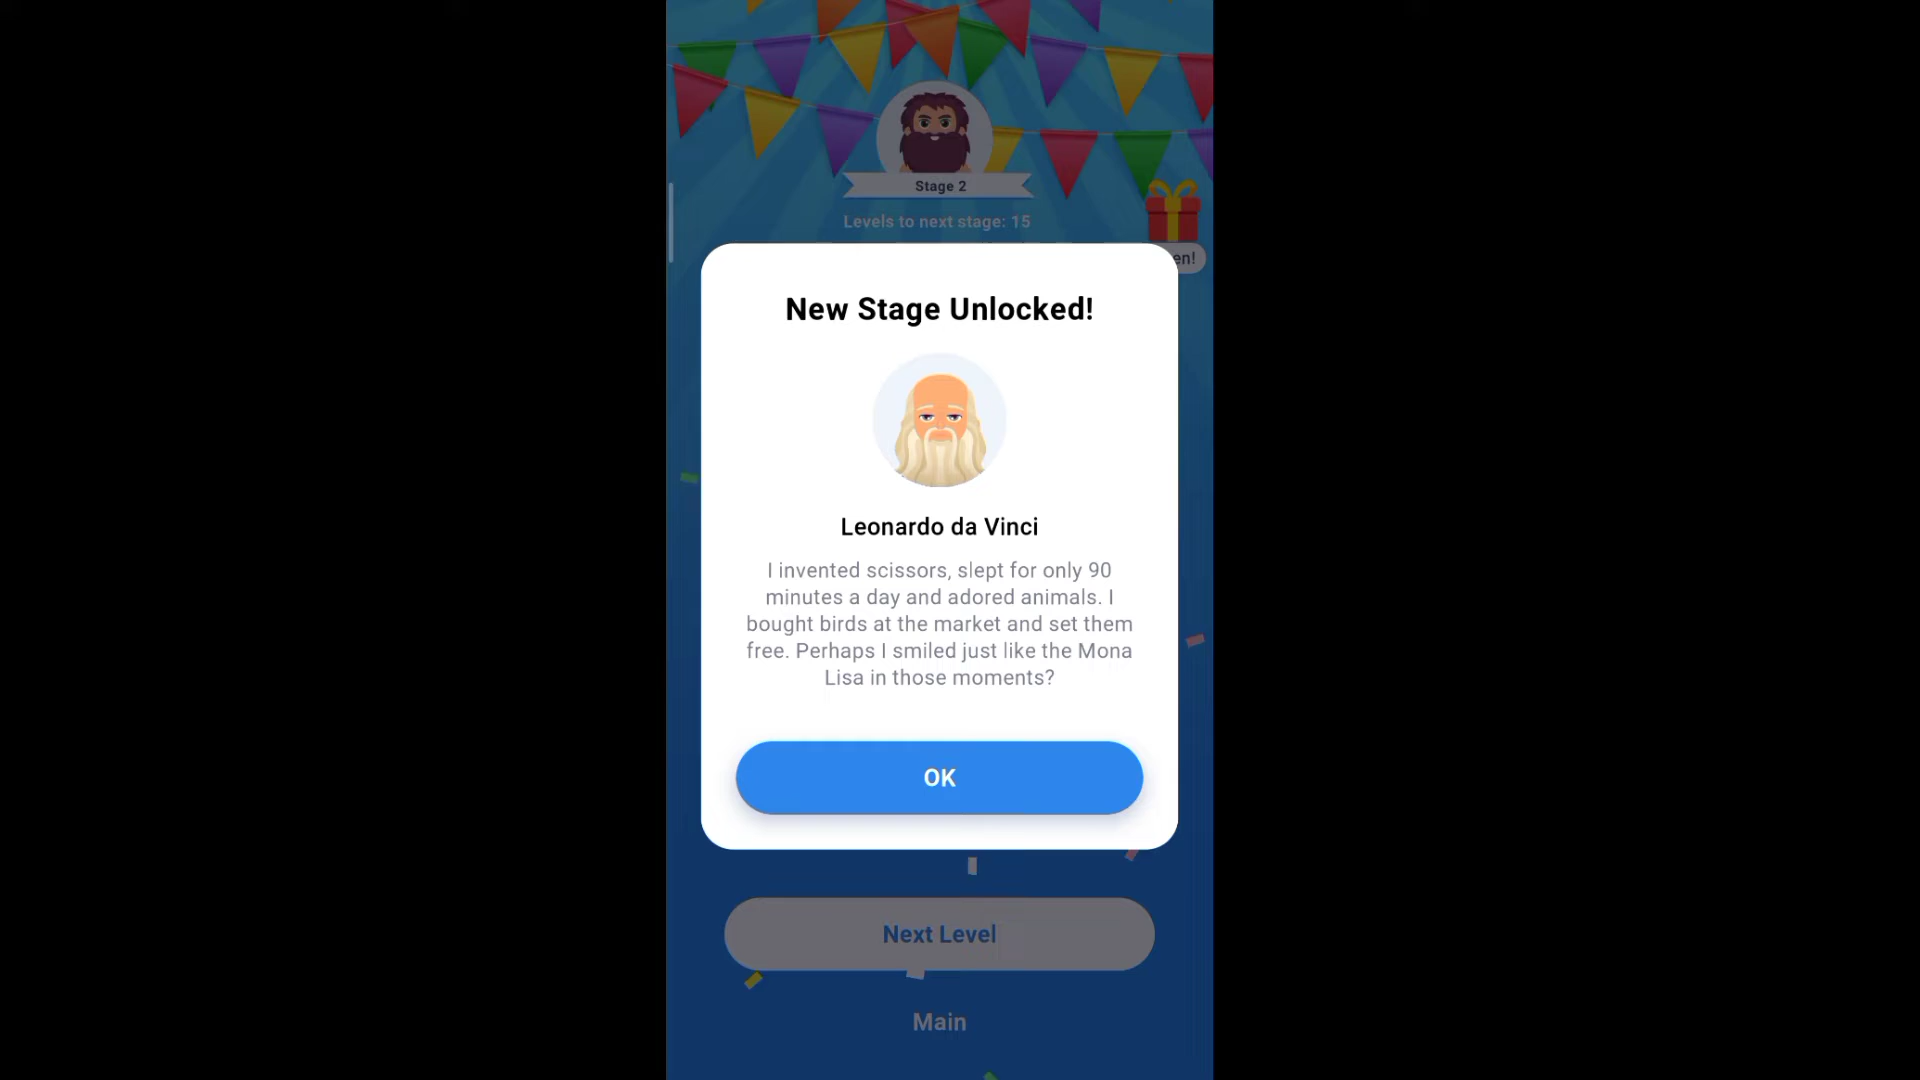 Stage 2
Levels to next stage: 15
en!
New Stage Unlocked!
Leonardo da Vinci
I invented scissors, slept for only 90
minutes a day and adored animals. I
bought birds at the market and set them
free. Perhaps I smiled just like the Mona
Lisa in those moments?
OK
Next Level
Main